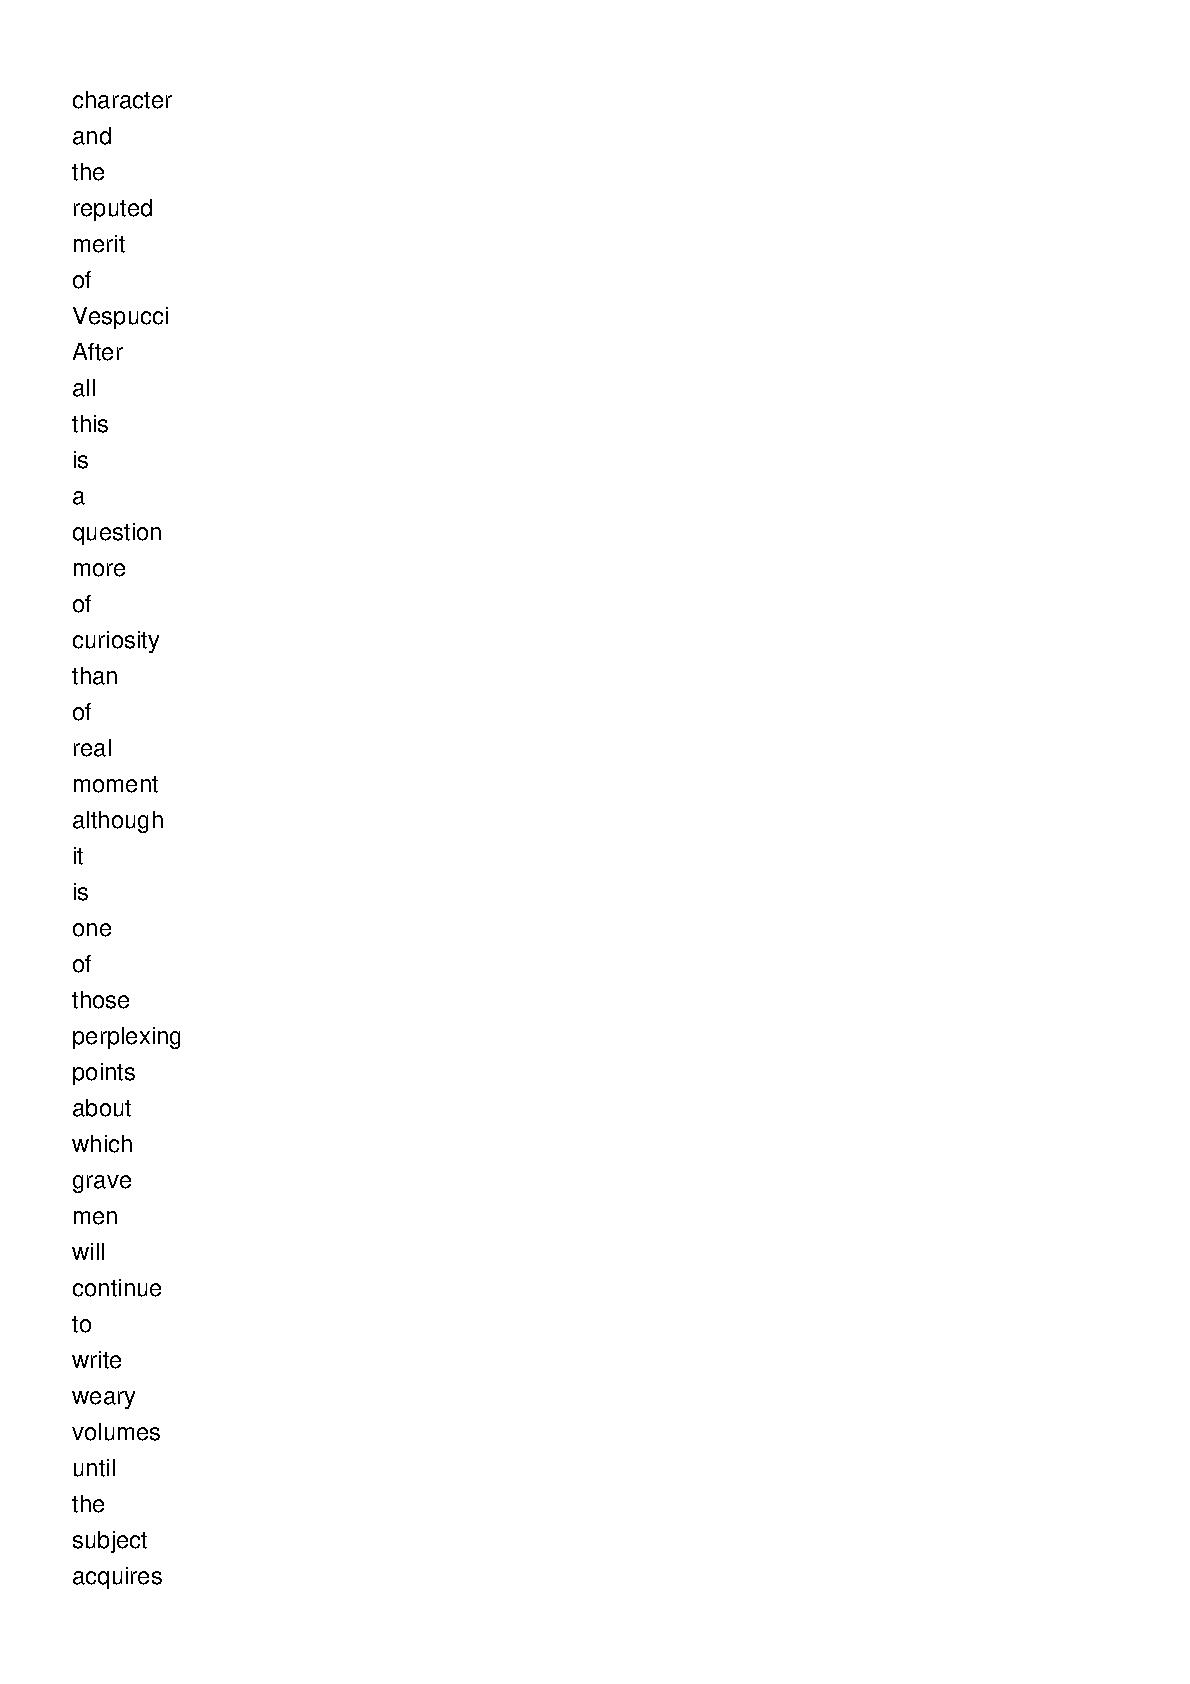 character
and
the
reputed
merit
of
Vespucci
After
all
this
is
a
question
more
of
curiosity
than
of
real
moment
although
it
is
one
of
those
perplexing
points
about
which
grave
men
will
continue
to
write
weary
volumes
until
the
subject
acquires